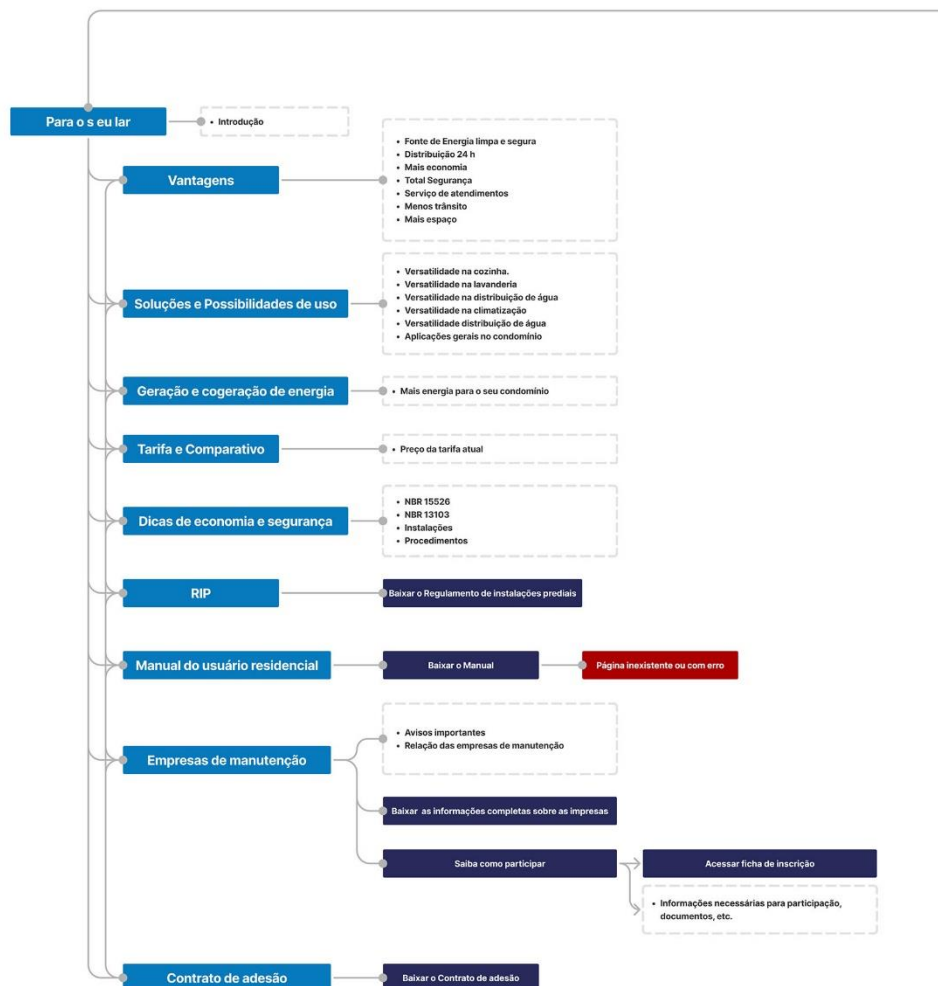 Para o s eu lar
• Introdução
Vantagens
• Fonte de Energia limpa e segura
• Distribuição 24 h
• Mais economia
• Total Segurança
• Serviço de atendimentos
• Menos trânsito
• Mais espaço
Soluções e Possibilidades de uso
• Versatilidade na cozinha.
• Versatilidade na lavanderia
• Versatilidade na distribuição de água
• Versatilidade na climatização
• Versatilidade distribuição de água
• Aplicações gerais no condomínio
Geração e cogeração de energia
• Mais energia para o seu condomínio
Tarifa e Comparativo
• Preço da tarifa atual
Dicas de economia e segurança
• NBR 15526
• NBR 13103
• Instalações
• Procedimentos
RIP
Baixar o Regulamento de instalações prediais
Manual do usuário residencial
Baixar o Manual
Página inexistente ou com erro
Empresas de manutenção
• Avisos importantes
• Relação das empresas de manutenção
Baixar as informações completas sobre as impresas
Saiba como participar
Acessar ficha de inscrição
• Informações necessárias para participação,
documentos, etc.
Contrato de adesão
Baixar o Contrato de adesão